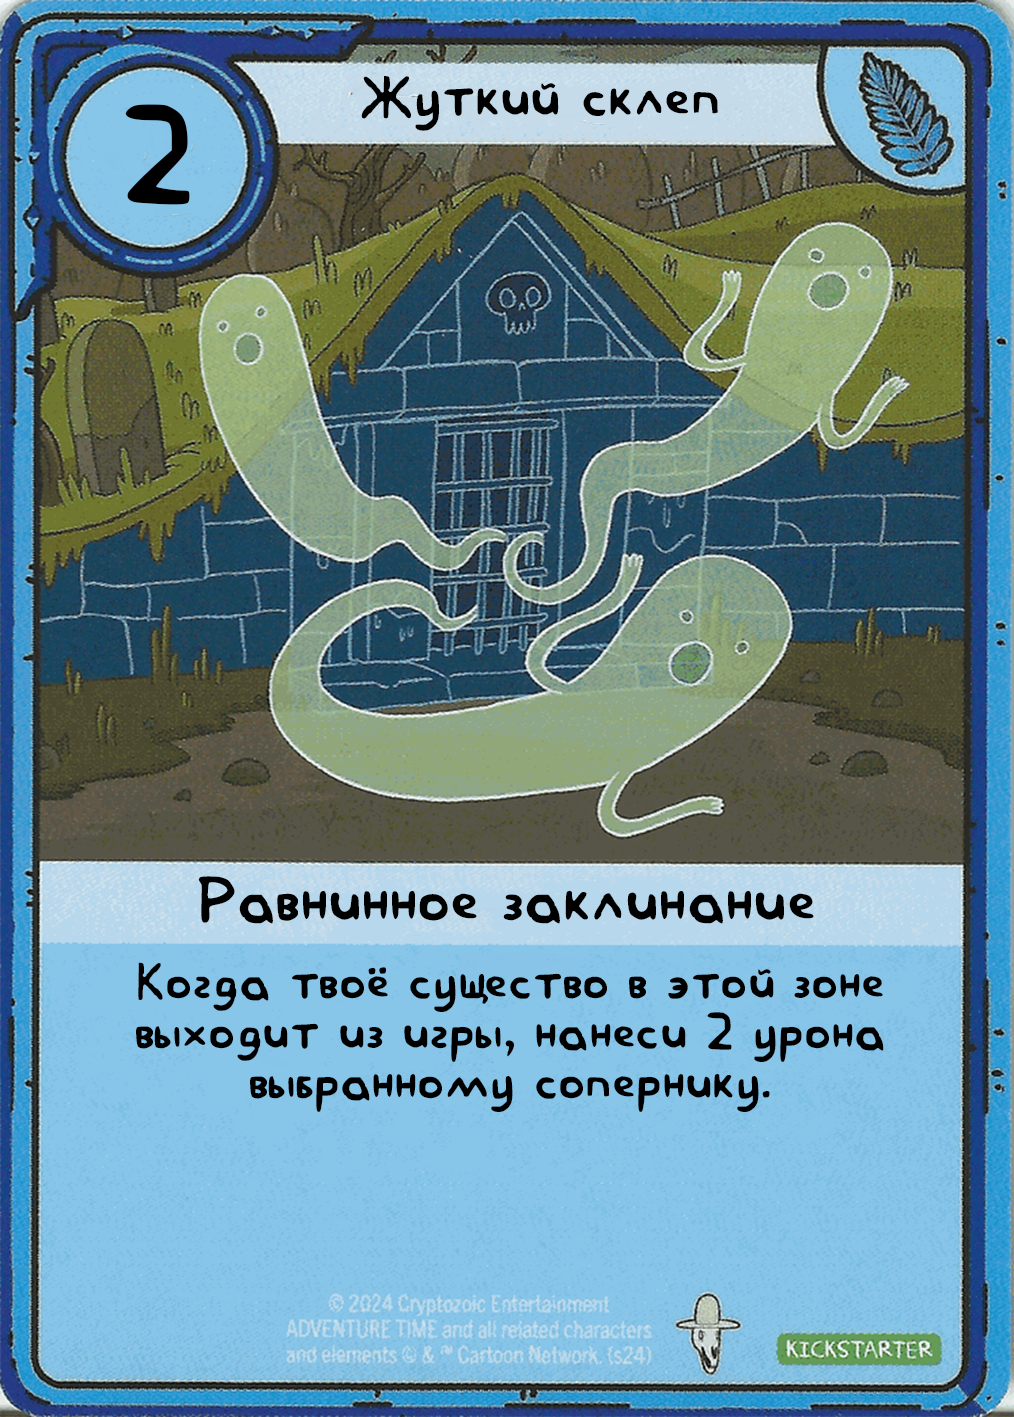 2
Жуткий склеп
Равнинное заклинание
Когда твоё существо в этой зоне
выходит из игры, нанеси 2 урона
выбранному сопернику.
© 2024 Cryptozoic Entertainment
ADVENTURE TIME and all related characters
and elements © & ™ Cartoon Network. (s24)
KICKSTARTER